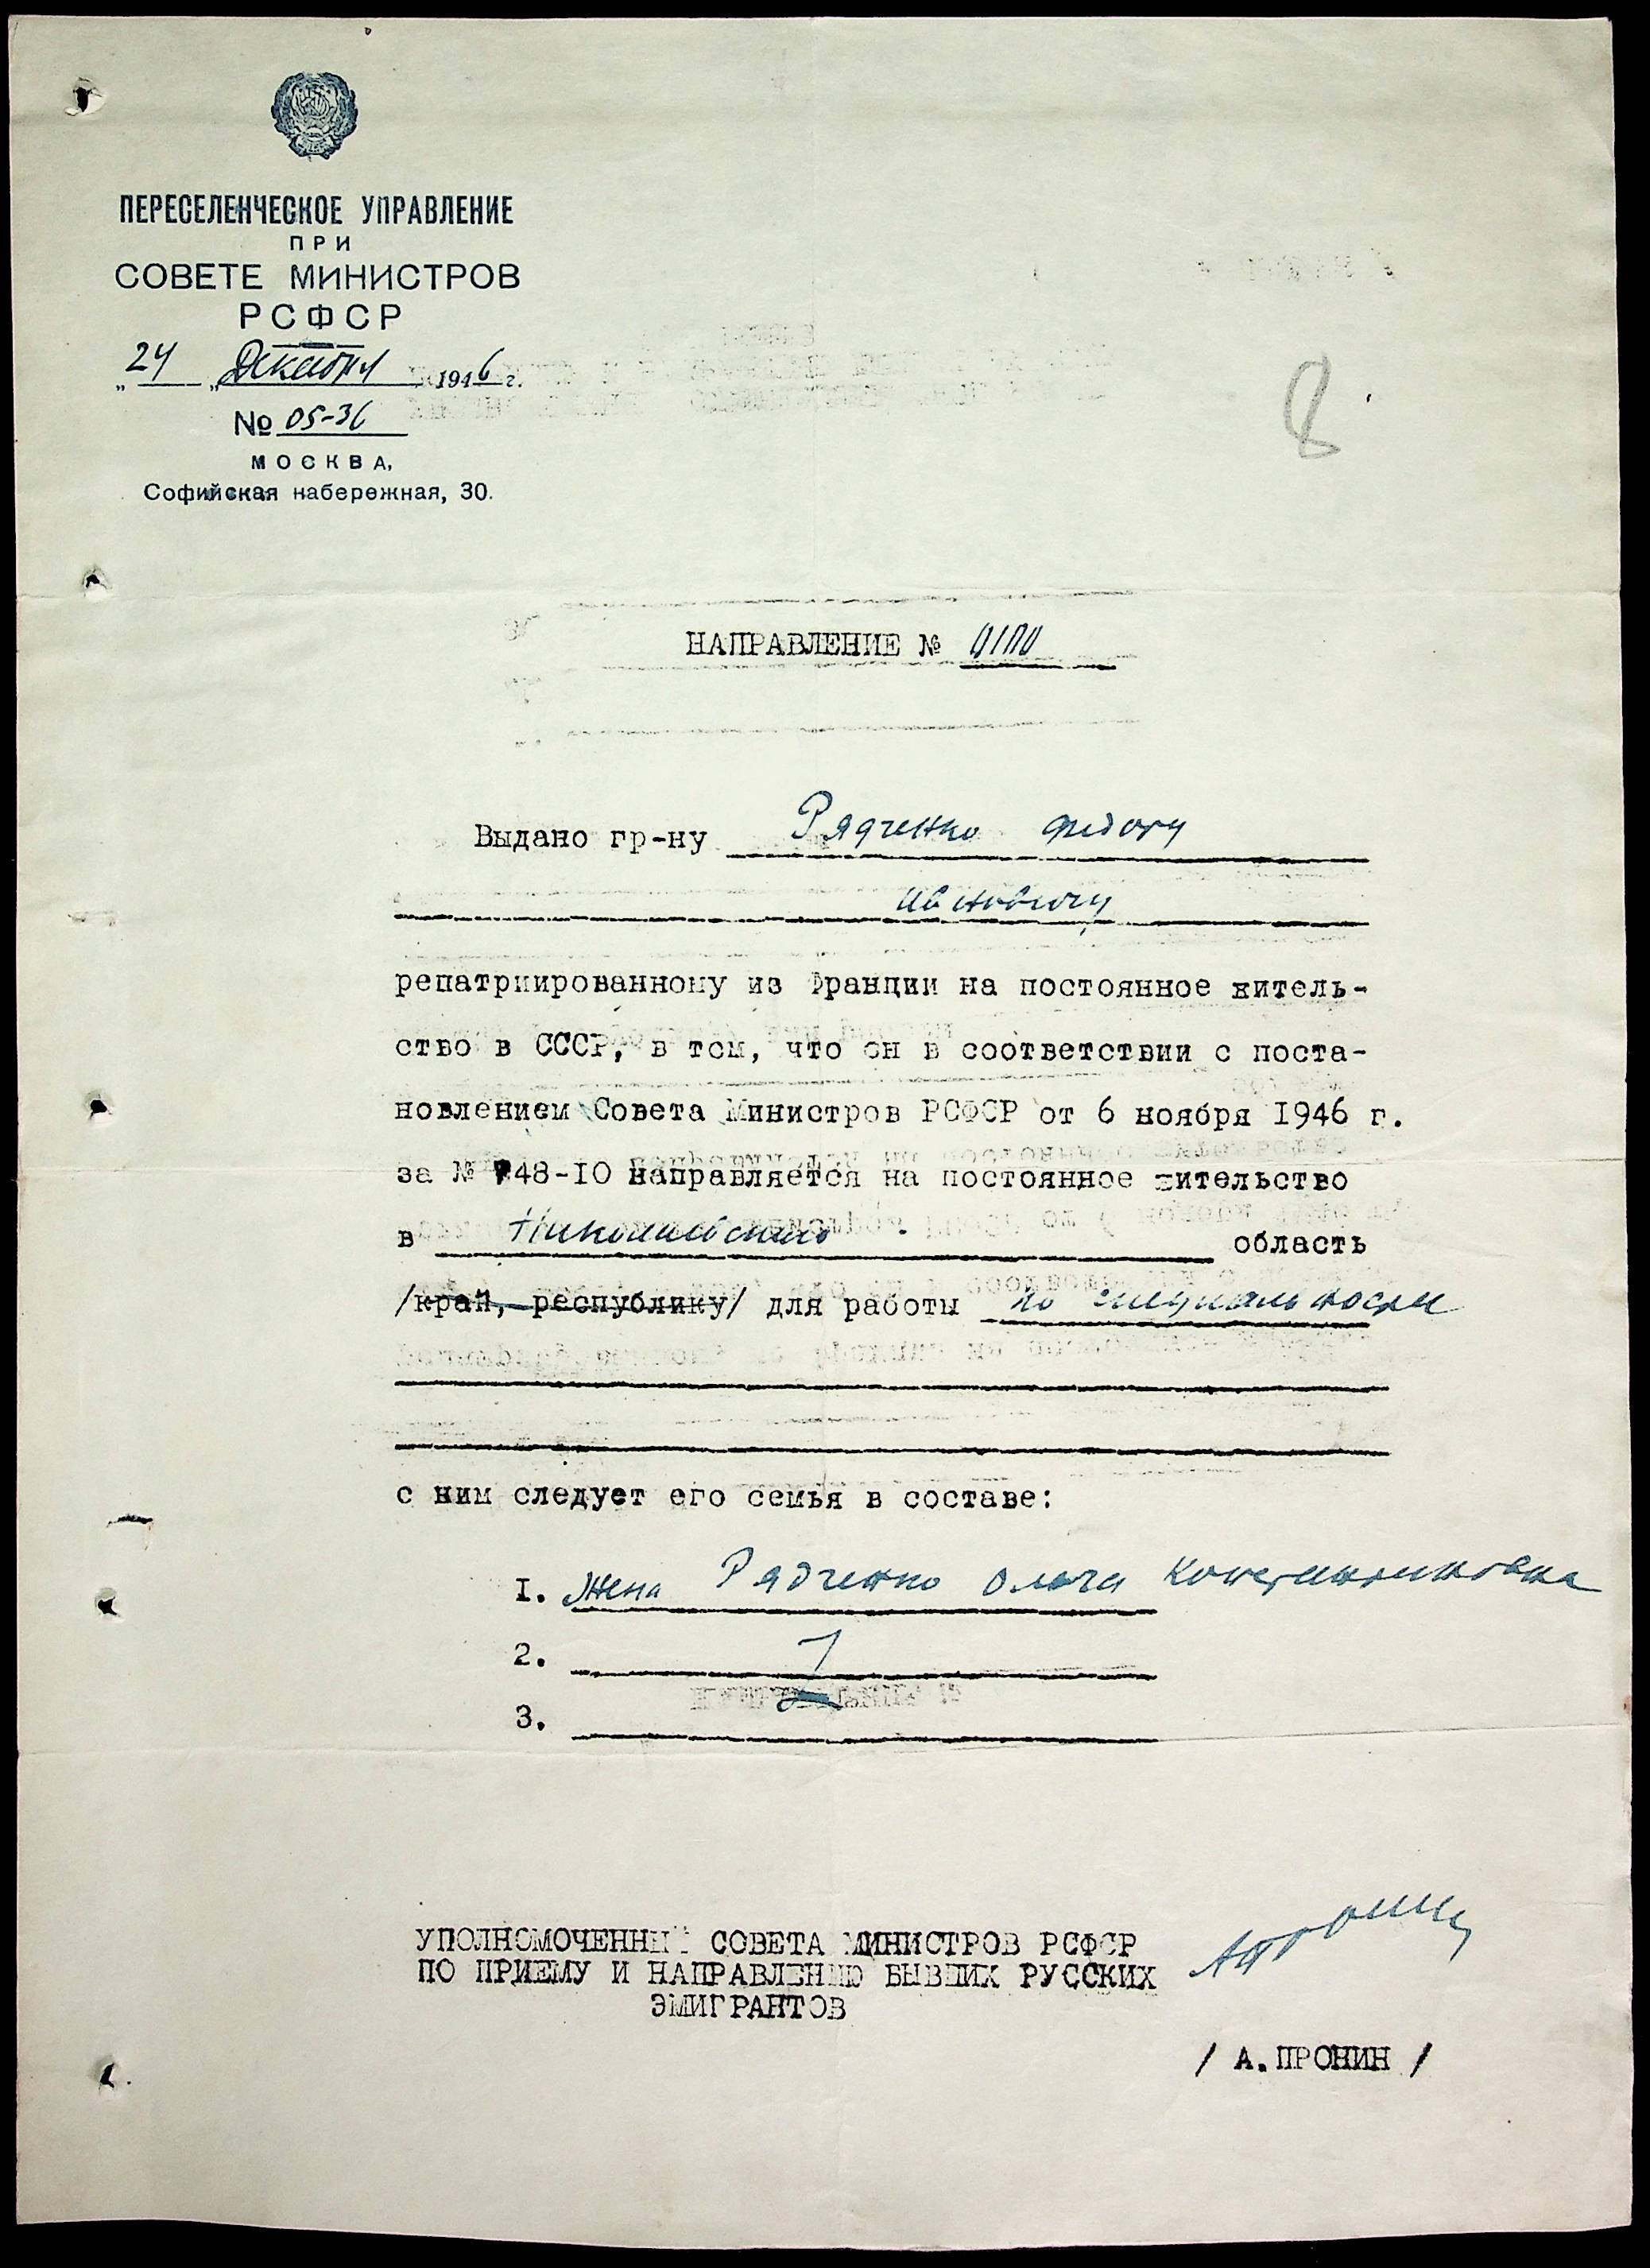 ПЕРЕСЕЛЕНЧЕСКОЕ УПРАВЛЕНИЕ
ПРИ
СОВЕТЕ МИНИСТРОВ
РСФСР
„24 „ Декабря 1946 г.
№ 05-36
МОСКВА,
Софийская набережная, 30.
8
НАПРАВЛЕНИЕ №
Выдано гр-ну Рядченко Федору
Ивановичу
репатриированному из Франции на постоянное житель-
ство в СССР, в том, что он в соответствии с поста-
новлением Совета Министров РСФСР от 6 ноября 1946 г.
за № 748-10 направляется на постоянное жительство
в Николаевскую область
/край, республику/ для работы по специальности
с ним следует его семья в составе:
1. Жена Рядченко Ольга Константиновна
2.
3.
УПОЛНОМОЧЕННЫЙ СОВЕТА МИНИСТРОВ РСФСР
ПО ПРИЕМУ И НАПРАВЛЕНИЮ БЫВШИХ РУССКИХ
ЭМИГРАНТОВ
АПронин
/ А. ПРОНИН /